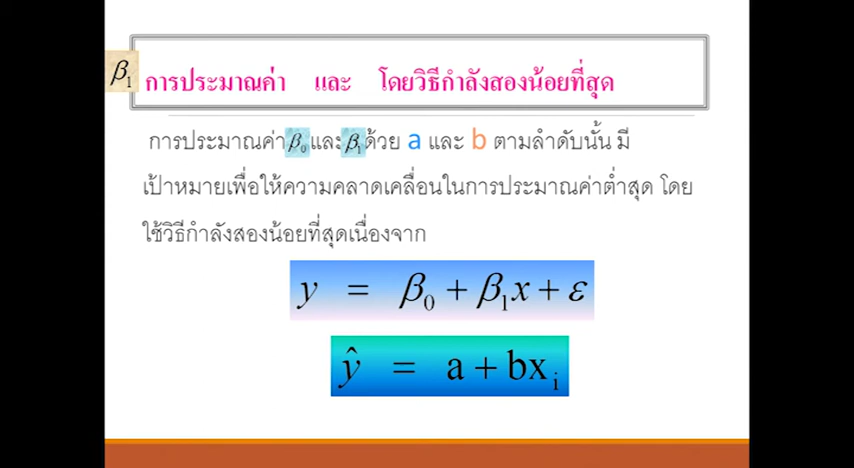 β₁ การประมาณค่า และ โดยวิธีกำลังสองน้อยที่สุด
การประมาณค่า β₀ และ β₁ ด้วย a และ b ตามลำดับนั้น มี
เป้าหมายเพื่อให้ความคลาดเคลื่อนในการประมาณค่าต่ำสุด โดย
ใช้วิธีกำลังสองน้อยที่สุดเนื่องจาก
y = β₀ + β₁x + ε
ŷ = a + bxᵢ